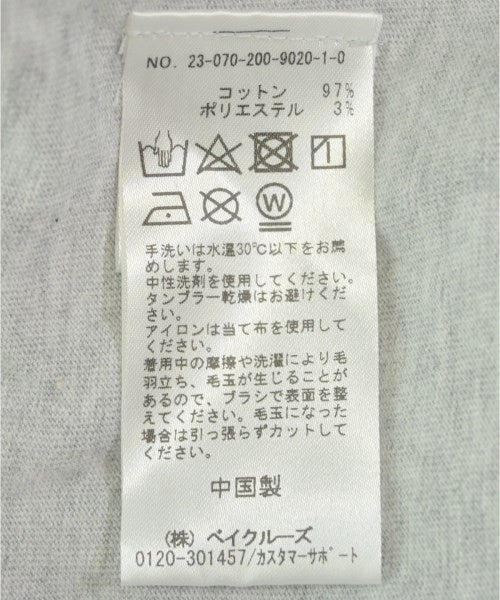 NO. 23-070-200-9020-1-0
コットン 97%
ポリエステル 3%
手洗いは水温30℃以下をお薦
めします。
中性洗剤を使用してください。
タンブラー乾燥はお避けくだ
さい。
アイロンは当て布を使用して
ください。
着用中の摩擦や洗濯により毛
羽立ち、毛玉が生じることが
あるので、ブラシで表面を整
えてください。毛玉になった
場合は引っ張らずカットして
ください。
中国製
(株) ベイクルーズ
0120-301457/カスタマーサポート
W